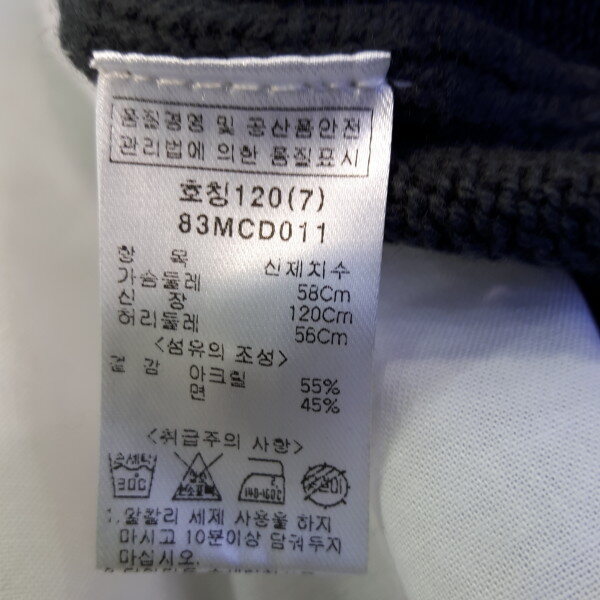 품질경영 및 공산품안전
관리법에 의한 품질표시
호칭120(7)
83MCD011
항 목 신체치수
가슴둘레 58Cm
신 장 120Cm
허리둘레 56Cm
<섬유의 조성>
겉 감 아크릴 55%
면 45%
<취급주의 사항>
손세탁
30°C
염소표백
2
140-160°C
1.알칼리 세제 사용을 하지
마시고 10분이상 담궈두지
마십시오.